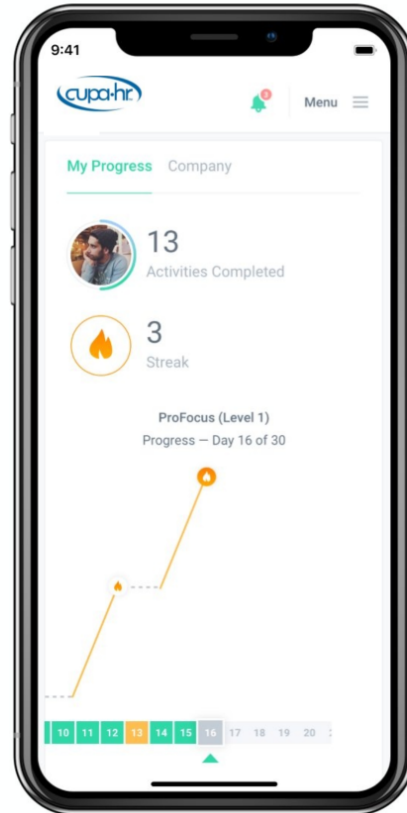 9:41
cupa·hr
3
Menu
My Progress Company
13
Activities Completed
3
Streak
ProFocus (Level 1)
Progress — Day 16 of 30
10 11 12 13 14 15 16 17 18 19 20